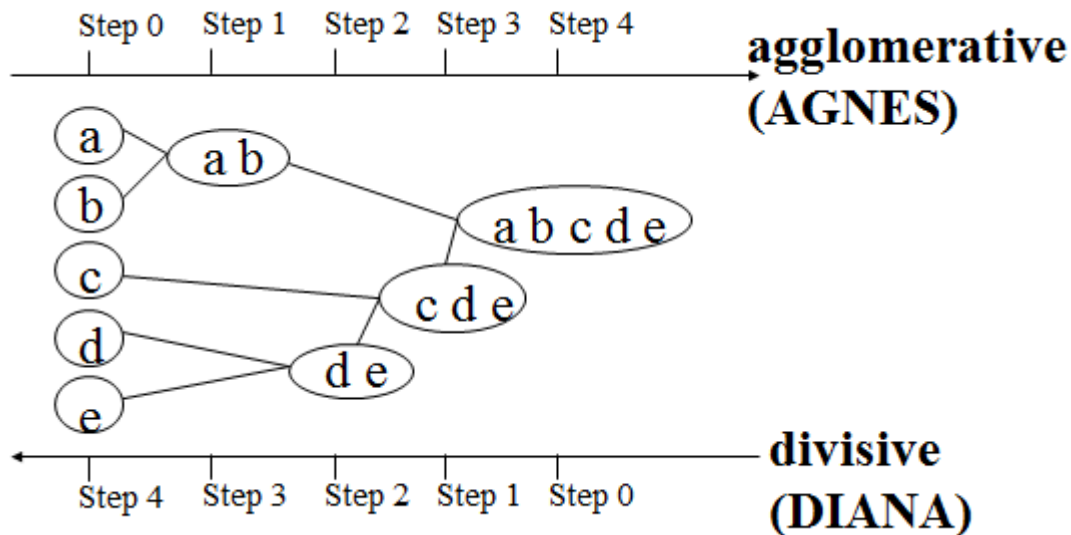 Step 0 Step 1 Step 2 Step 3 Step 4
agglomerative
(AGNES)
a
a b
b
a b c d e
c
c d e
d
d e
e
divisive
Step 4 Step 3 Step 2 Step 1 Step 0
(DIANA)